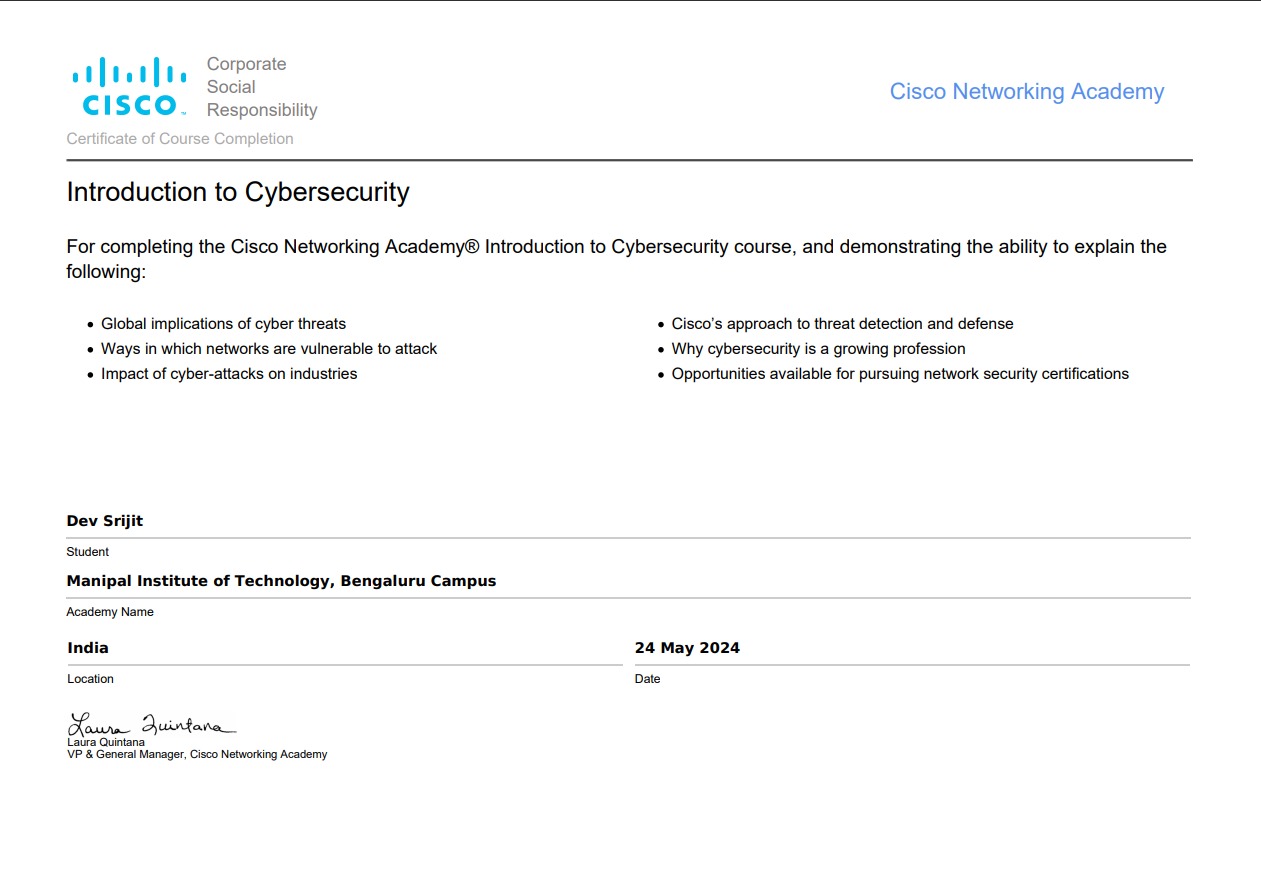 Corporate
Social
Responsibility
CISCO™
Certificate of Course Completion
Cisco Networking Academy
Introduction to Cybersecurity
For completing the Cisco Networking Academy® Introduction to Cybersecurity course, and demonstrating the ability to explain the
following:
• Global implications of cyber threats
• Ways in which networks are vulnerable to attack
• Impact of cyber-attacks on industries
• Cisco’s approach to threat detection and defense
• Why cybersecurity is a growing profession
• Opportunities available for pursuing network security certifications
Dev Srijit
Student
Manipal Institute of Technology, Bengaluru Campus
Academy Name
India
Location
24 May 2024
Date
Laura Quintana
Laura Quintana
VP & General Manager, Cisco Networking Academy